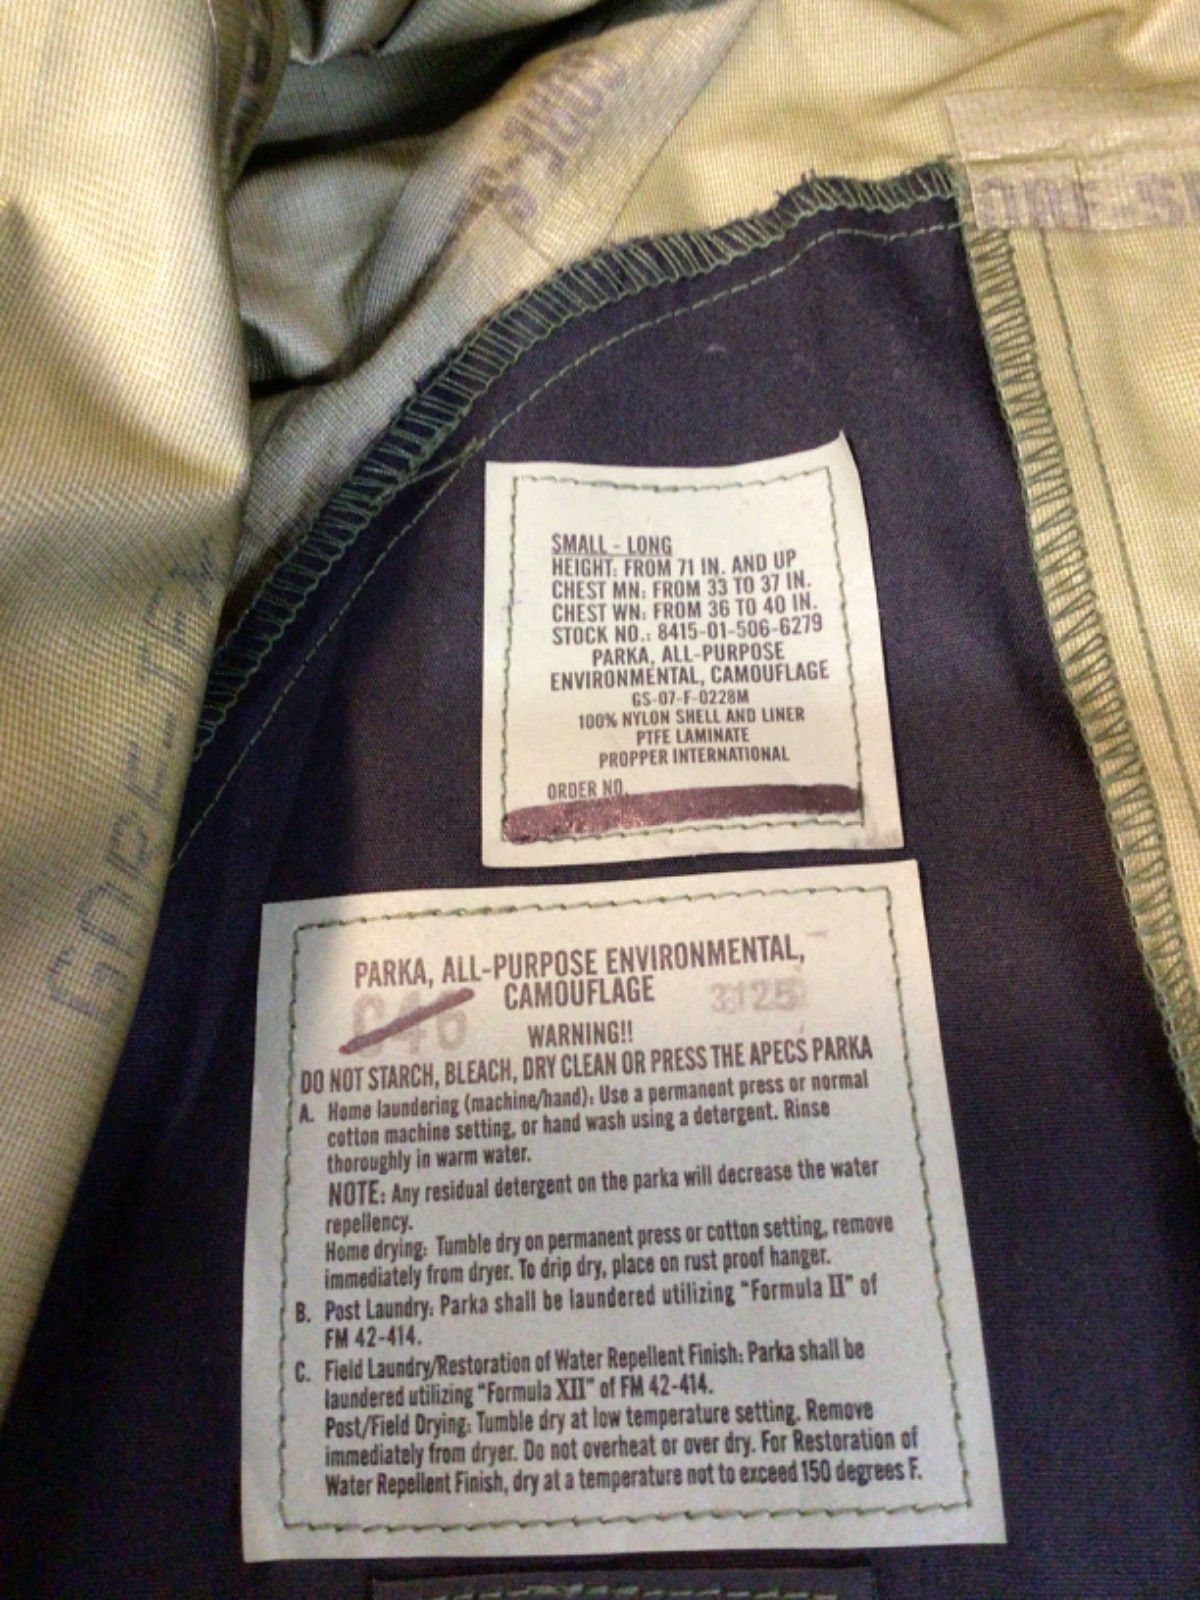 GORE-TEX
SMALL - LONG
HEIGHT: FROM 71 IN. AND UP
CHEST MN: FROM 33 TO 37 IN.
CHEST WN: FROM 36 TO 40 IN.
STOCK NO.: 8415-01-506-6279
PARKA, ALL-PURPOSE
ENVIRONMENTAL, CAMOUFLAGE
GS-07-F-0228M
100% NYLON SHELL AND LINER
PTFE LAMINATE
PROPPER INTERNATIONAL
ORDER NO.
PARKA, ALL-PURPOSE ENVIRONMENTAL,
CAMOUFLAGE 3125
WARNING!!
DO NOT STARCH, BLEACH, DRY CLEAN OR PRESS THE APECS PARKA
A. Home laundering (machine/hand): Use a permanent press or normal
cotton machine setting, or hand wash using a detergent. Rinse
thoroughly in warm water.
NOTE: Any residual detergent on the parka will decrease the water
repellency.
Home drying: Tumble dry on permanent press or cotton setting, remove
immediately from dryer. To drip dry, place on rust proof hanger.
B. Post Laundry: Parka shall be laundered utilizing "Formula II" of
FM 42-414.
C. Field Laundry/Restoration of Water Repellent Finish: Parka shall be
laundered utilizing "Formula XII" of FM 42-414.
Post/Field Drying: Tumble dry at low temperature setting. Remove
immediately from dryer. Do not overheat or over dry. For Restoration of
Water Repellent Finish, dry at a temperature not to exceed 150 degrees F.